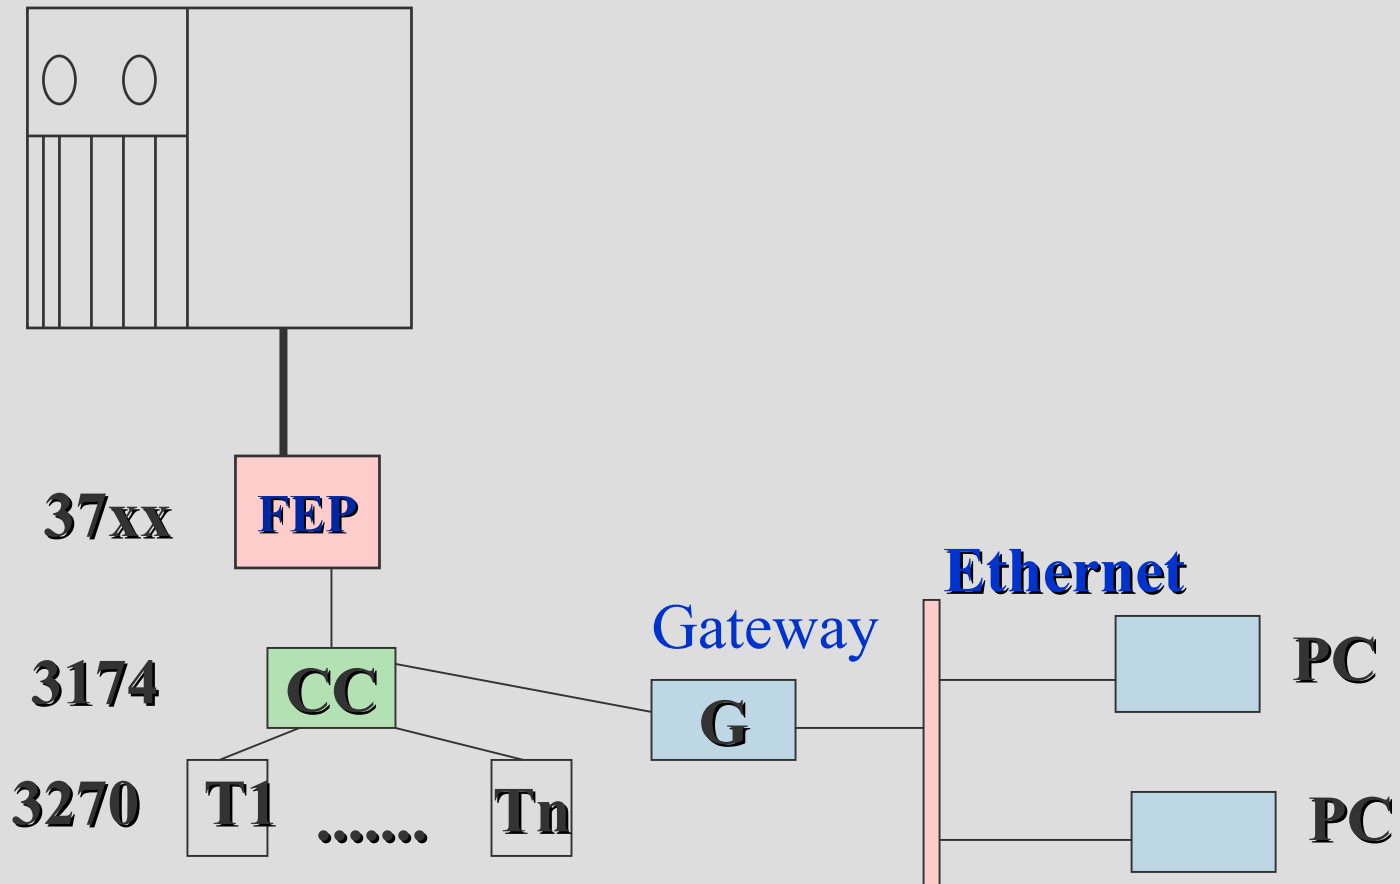 37xx
FEP
Ethernet
Gateway
PC
3174
CC
G
3270
T1
.......
Tn
PC